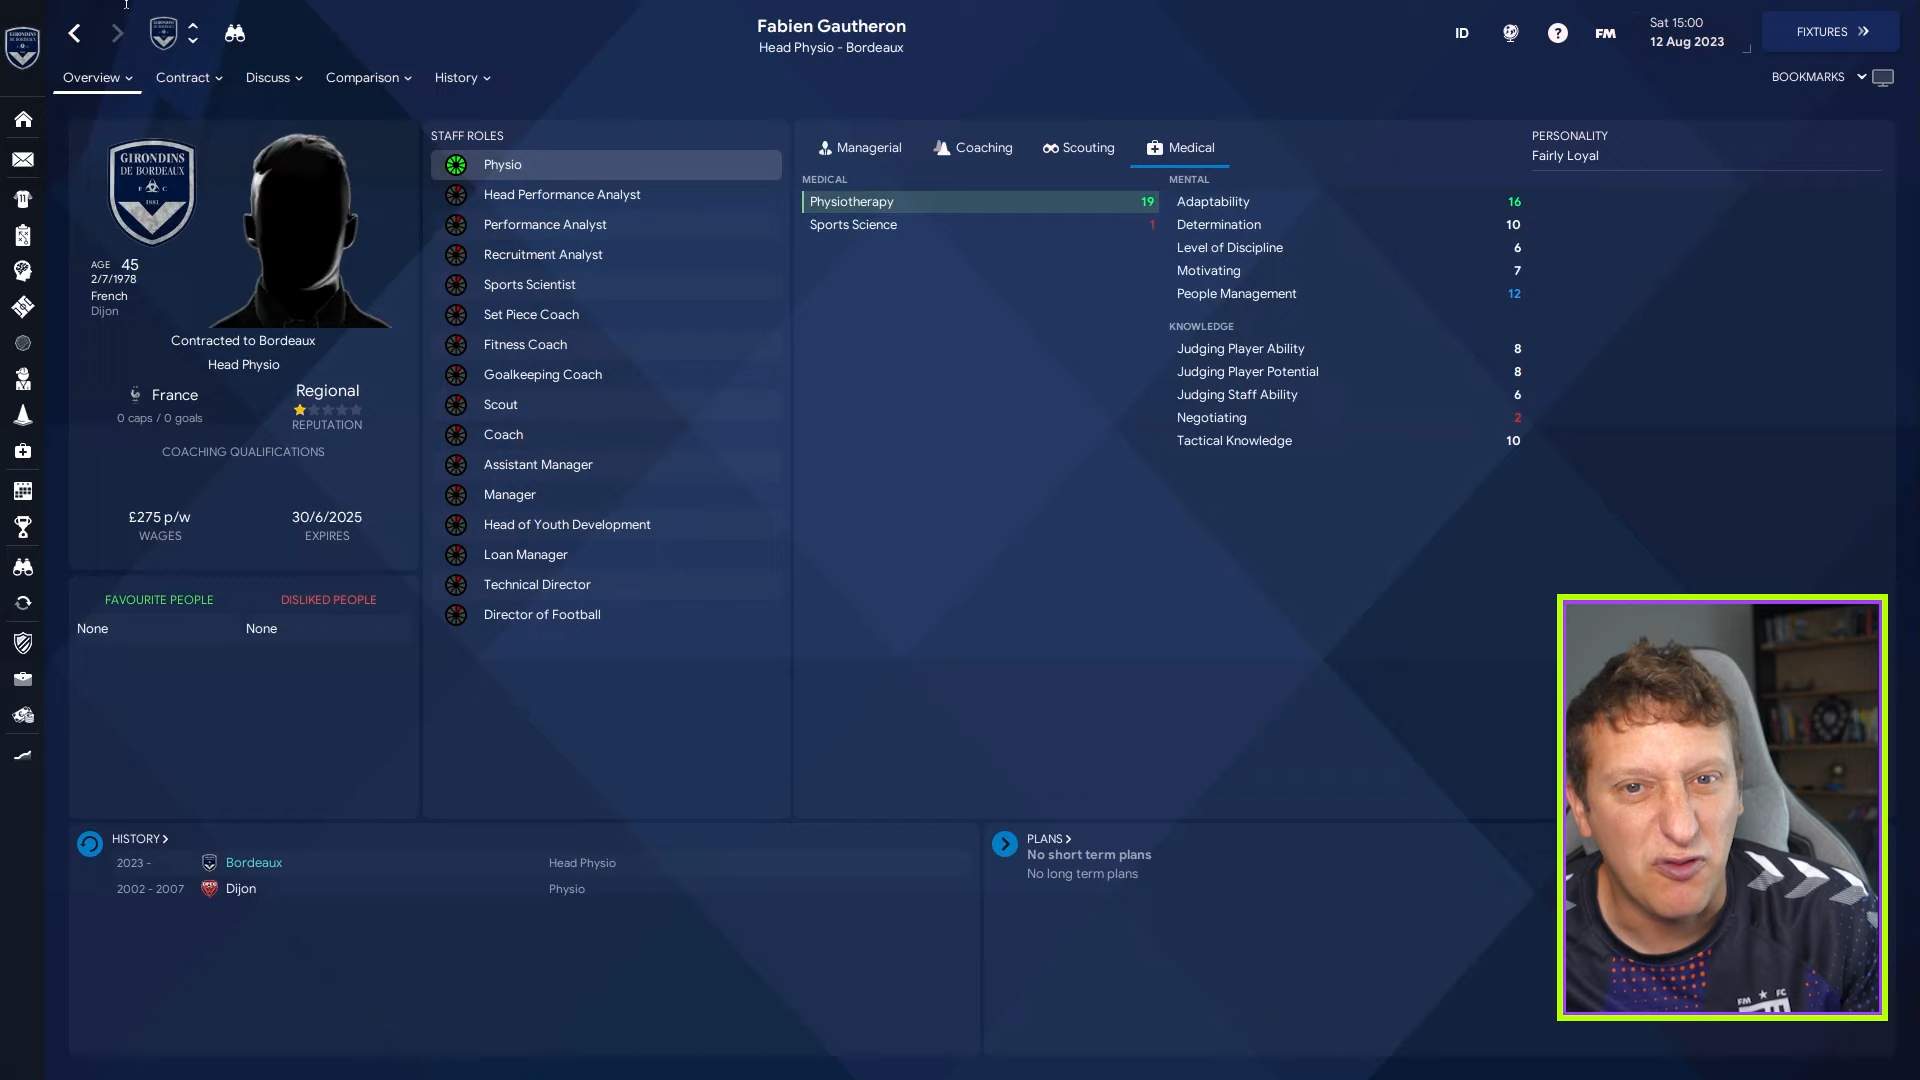 Fabien Gautheron
Head Physio - Bordeaux
ID
FM
Sat 15:00
12 Aug 2023
FIXTURES
Overview
Contract
Discuss
Comparison
History
BOOKMARKS
GIRONDINS
DE BORDEAUX
F C
1881
AGE 45
2/7/1978
French
Dijon
Contracted to Bordeaux
Head Physio
France
0 caps / 0 goals
Regional
REPUTATION
COACHING QUALIFICATIONS
£275 p/w
WAGES
30/6/2025
EXPIRES
FAVOURITE PEOPLE
DISLIKED PEOPLE
None
None
STAFF ROLES
Physio
Head Performance Analyst
Performance Analyst
Recruitment Analyst
Sports Scientist
Set Piece Coach
Fitness Coach
Goalkeeping Coach
Scout
Coach
Assistant Manager
Manager
Head of Youth Development
Loan Manager
Technical Director
Director of Football
Managerial
Coaching
Scouting
Medical
MEDICAL
Physiotherapy 19
Sports Science 1
MENTAL
Adaptability 16
Determination 10
Level of Discipline 6
Motivating 7
People Management 12
KNOWLEDGE
Judging Player Ability 8
Judging Player Potential 8
Judging Staff Ability 6
Negotiating 2
Tactical Knowledge 10
PERSONALITY
Fairly Loyal
HISTORY
2023 - Bordeaux Head Physio
2002 - 2007 Dijon Physio
PLANS
No short term plans
No long term plans
FM FC